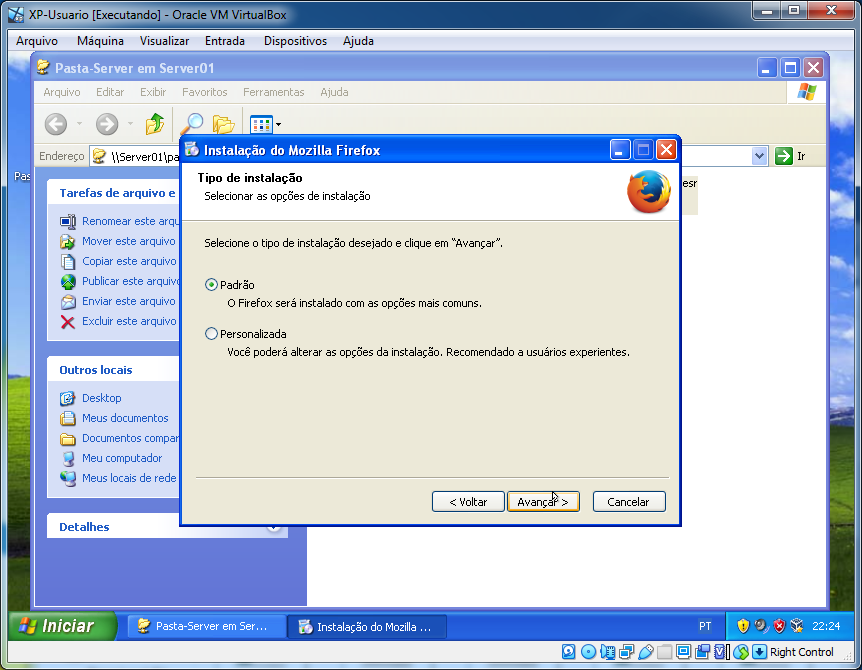 XP-Usuario [Executando] - Oracle VM VirtualBox
Arquivo Máquina Visualizar Entrada Dispositivos Ajuda
Pasta-Server em Server01
Arquivo Editar Exibir Favoritos Ferramentas Ajuda
Endereço \\Server01\pa
Ir
Instalação do Mozilla Firefox
Tipo de instalação
Selecionar as opções de instalação
Selecione o tipo de instalação desejado e clique em “Avançar”.
Padrão
O Firefox será instalado com as opções mais comuns.
Personalizada
Você poderá alterar as opções da instalação. Recomendado a usuários experientes.
< Voltar
Avançar >
Cancelar
Pas
esr
Tarefas de arquivo e
Renomear este arqu
Mover este arquivo
Copiar este arquivo
Publicar este arquivo
Enviar este arquivo
Excluir este arquivo
Outros locais
Desktop
Meus documentos
Documentos compar
Meu computador
Meus locais de rede
Detalhes
Iniciar
Pasta-Server em Ser...
Instalação do Mozilla ...
PT
22:24
Right Control